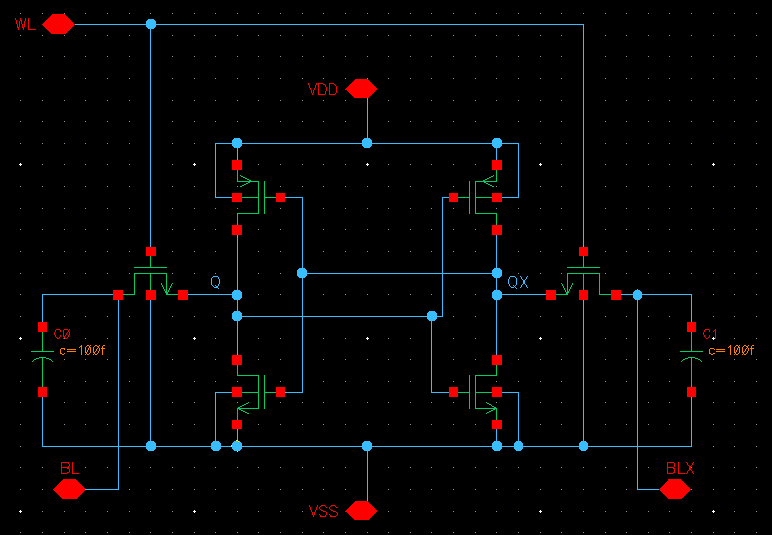 WL
VDD
Q
QX
C0
c=100f
C1
c=100f
BL
BLX
VSS